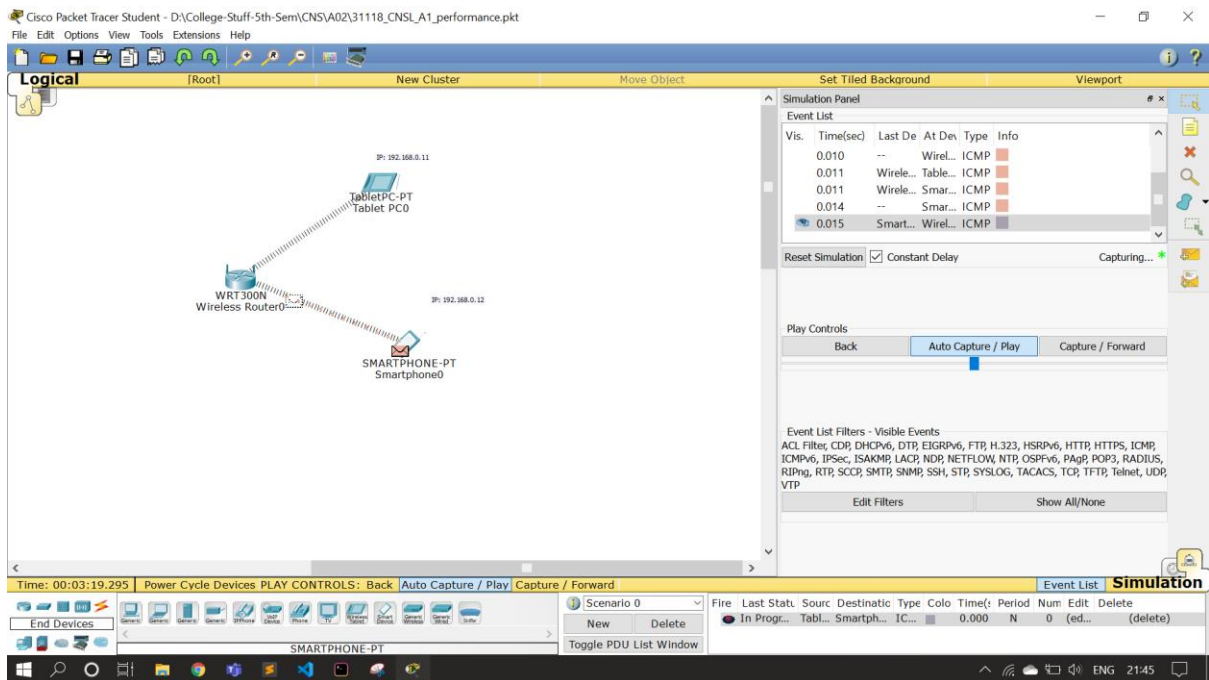 Cisco Packet Tracer Student - D:\College-Stuff-5th-Sem\CNS\A02\31118_CNSL_A1_performance.pkt
File Edit Options View Tools Extensions Help
Logical [Root] New Cluster Move Object Set Tiled Background Viewport
Simulation Panel
Event List
Vis. Time(sec) Last De At Dev Type Info
0.010 -- Wirel... ICMP
0.011 Wirele... Table... ICMP
0.011 Wirele... Smar... ICMP
0.014 -- Smar... ICMP
0.015 Smart... Wirel... ICMP
Reset Simulation Constant Delay Capturing... *
Play Controls
Back Auto Capture / Play Capture / Forward
Event List Filters - Visible Events
ACL Filter, CDP, DHCPv6, DTP, EIGRPv6, FTP, H.323, HSRPv6, HTTP, HTTPS, ICMP,
ICMPv6, IPSec, ISAKMP, LACP, NDP, NETFLOW, NTP, OSPFv6, PAgP, POP3, RADIUS,
RIPng, RTP, SCCP, SMTP, SNMP, SSH, STP, SYSLOG, TACACS, TCP, TFTP, Telnet, UDP,
VTP
Edit Filters Show All/None
IP: 192.168.0.11
TabletPC-PT
Tablet PC0
WRT300N
Wireless Router0
IP: 192.168.0.12
SMARTPHONE-PT
Smartphone0
Time: 00:03:19.295 Power Cycle Devices PLAY CONTROLS: Back Auto Capture / Play Capture / Forward Event List Simulation
End Devices
SMARTPHONE-PT
Scenario 0
New Delete
Toggle PDU List Window
Fire Last Statu Sourc Destinatic Type Colo Time(: Period Num Edit Delete
In Progr... Tabl... Smartph... IC... 0.000 N 0 (ed... (delete)
ENG 21:45